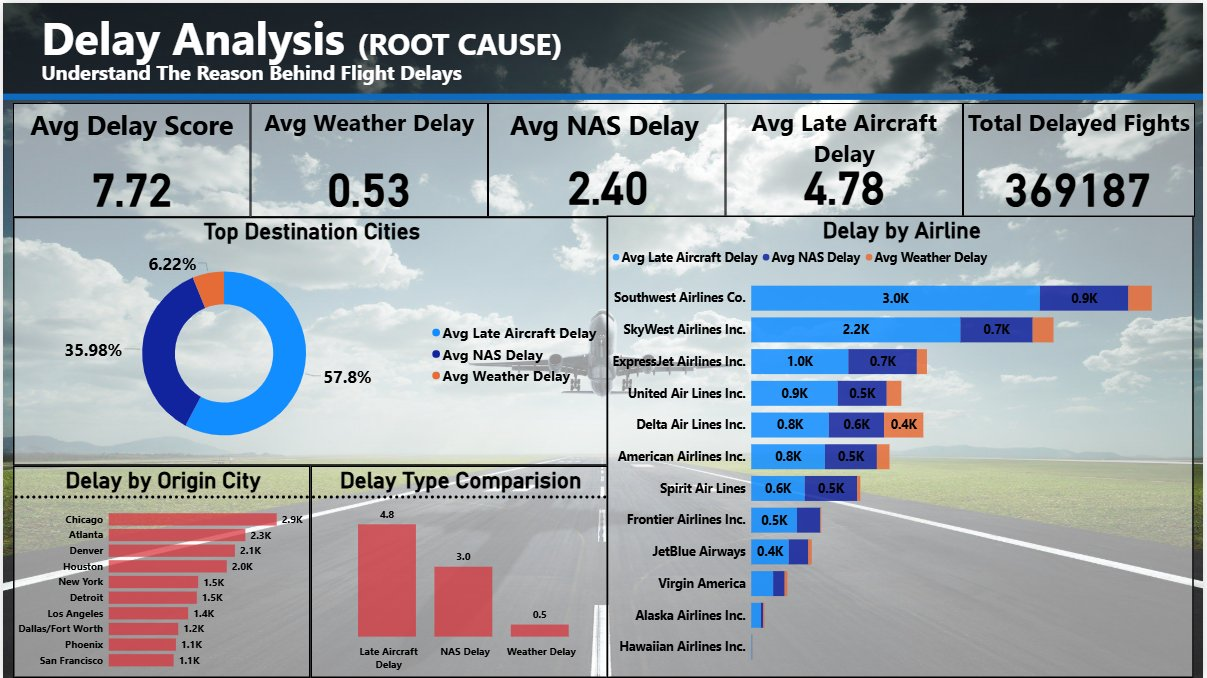 Delay Analysis (ROOT CAUSE)
Understand The Reason Behind Flight Delays
Avg Delay Score
7.72
Avg Weather Delay
0.53
Avg NAS Delay
2.40
Avg Late Aircraft
Delay
4.78
Total Delayed Fights
369187
Top Destination Cities
6.22%
35.98%
57.8%
Avg Late Aircraft Delay
Avg NAS Delay
Avg Weather Delay
Delay by Airline
Avg Late Aircraft Delay Avg NAS Delay Avg Weather Delay
Southwest Airlines Co. 3.0K 0.9K
SkyWest Airlines Inc. 2.2K 0.7K
ExpressJet Airlines Inc. 1.0K 0.7K
United Air Lines Inc. 0.9K 0.5K
Delta Air Lines Inc. 0.8K 0.6K 0.4K
American Airlines Inc. 0.8K 0.5K
Spirit Air Lines 0.6K 0.5K
Frontier Airlines Inc. 0.5K
JetBlue Airways 0.4K
Virgin America
Alaska Airlines Inc.
Hawaiian Airlines Inc.
Delay by Origin City
Chicago 2.9K
Atlanta 2.3K
Denver 2.1K
Houston 2.0K
New York 1.5K
Detroit 1.5K
Los Angeles 1.4K
Dallas/Fort Worth 1.2K
Phoenix 1.1K
San Francisco 1.1K
Delay Type Comparision
4.8
3.0
0.5
Late Aircraft
Delay
NAS Delay
Weather Delay